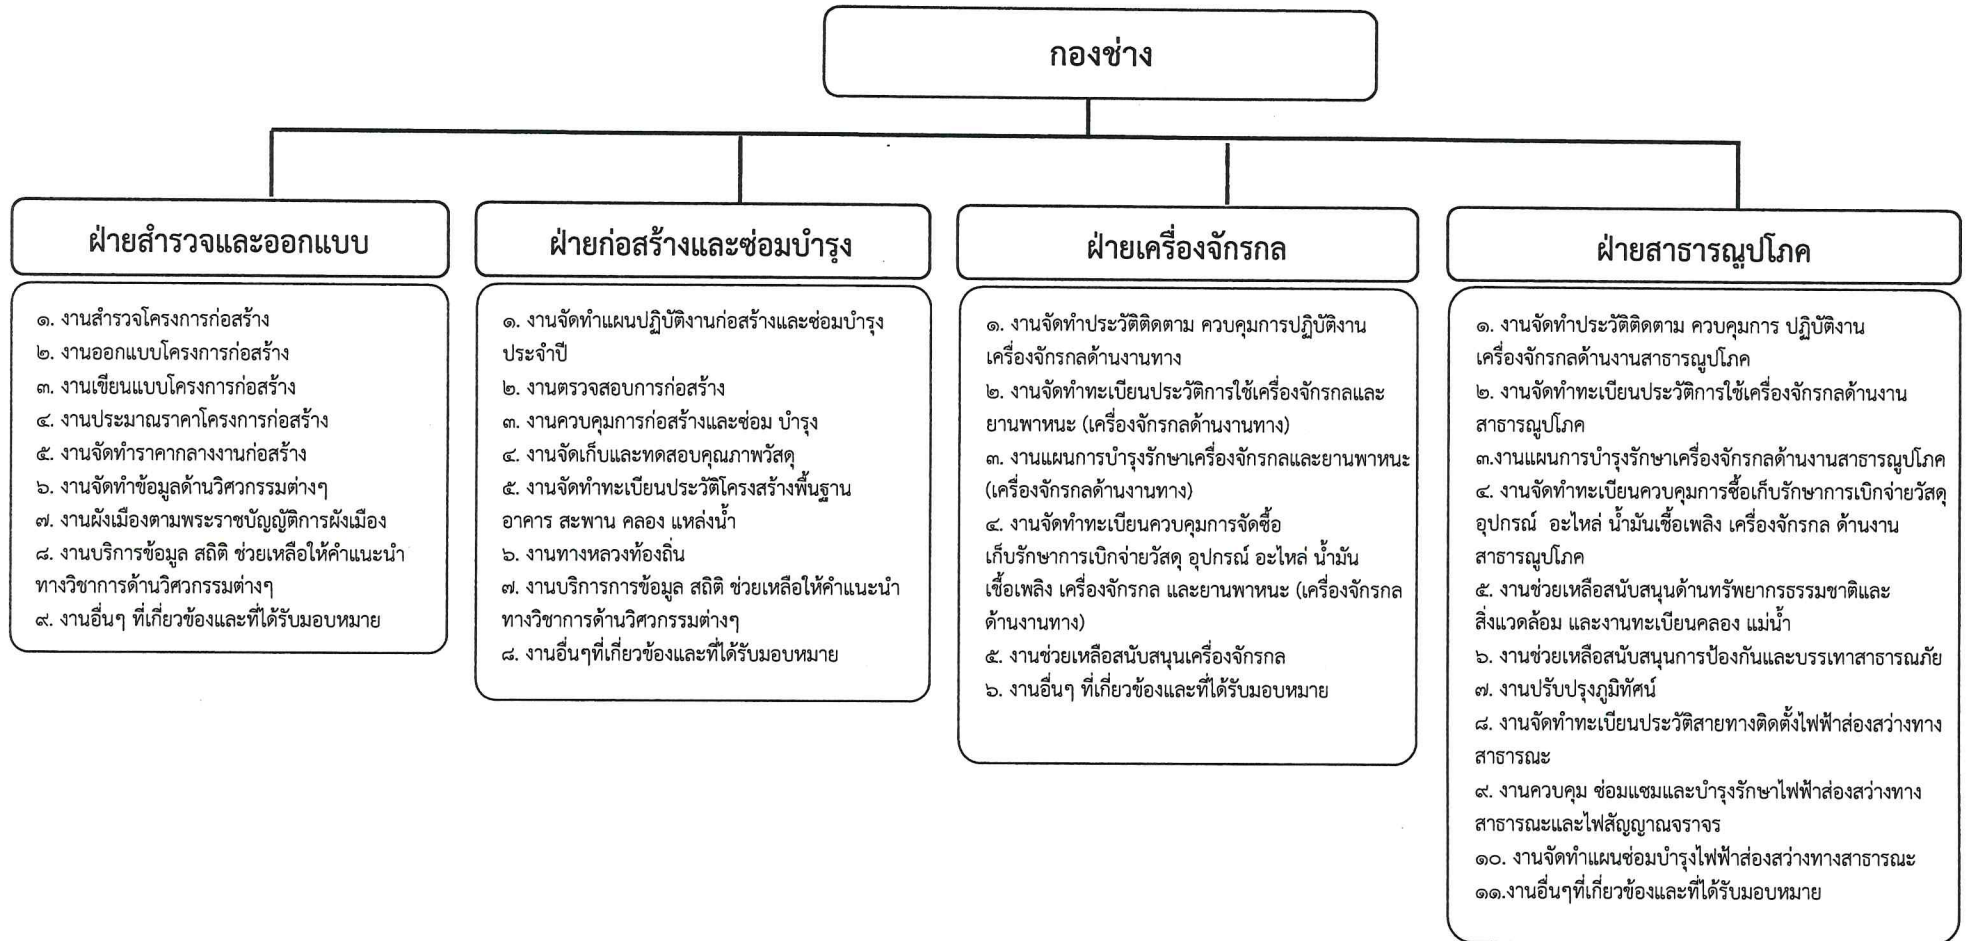 กองช่าง
ฝ่ายสำรวจและออกแบบ
๑. งานสำรวจโครงการก่อสร้าง
๒. งานออกแบบโครงการก่อสร้าง
๓. งานเขียนแบบโครงการก่อสร้าง
๔. งานประมาณราคาโครงการก่อสร้าง
๕. งานจัดทำราคากลางงานก่อสร้าง
๖. งานจัดทำข้อมูลด้านวิศวกรรมต่างๆ
๗. งานผังเมืองตามพระราชบัญญัติการผังเมือง
๘. งานบริการข้อมูล สถิติ ช่วยเหลือให้คำแนะนำ
ทางวิชาการด้านวิศวกรรมต่างๆ
๙. งานอื่นๆ ที่เกี่ยวข้องและที่ได้รับมอบหมาย
ฝ่ายก่อสร้างและซ่อมบำรุง
๑. งานจัดทำแผนปฏิบัติงานก่อสร้างและซ่อมบำรุง
ประจำปี
๒. งานตรวจสอบการก่อสร้าง
๓. งานควบคุมการก่อสร้างและซ่อม บำรุง
๔. งานจัดเก็บและทดสอบคุณภาพวัสดุ
๕. งานจัดทำทะเบียนประวัติโครงสร้างพื้นฐาน
อาคาร สะพาน คลอง แหล่งน้ำ
๖. งานทางหลวงท้องถิ่น
๗. งานบริการการข้อมูล สถิติ ช่วยเหลือให้คำแนะนำ
ทางวิชาการด้านวิศวกรรมต่างๆ
๘. งานอื่นๆที่เกี่ยวข้องและที่ได้รับมอบหมาย
ฝ่ายเครื่องจักรกล
๑. งานจัดทำประวัติติดตาม ควบคุมการปฏิบัติงาน
เครื่องจักรกลด้านงานทาง
๒. งานจัดทำทะเบียนประวัติการใช้เครื่องจักรกลและ
ยานพาหนะ (เครื่องจักรกลด้านงานทาง)
๓. งานแผนการบำรุงรักษาเครื่องจักรกลและยานพาหนะ
(เครื่องจักรกลด้านงานทาง)
๔. งานจัดทำทะเบียนควบคุมการจัดซื้อ
เก็บรักษาการเบิกจ่ายวัสดุ อุปกรณ์ อะไหล่ น้ำมัน
เชื้อเพลิง เครื่องจักรกล และยานพาหนะ (เครื่องจักรกล
ด้านงานทาง)
๕. งานช่วยเหลือสนับสนุนเครื่องจักรกล
๖. งานอื่นๆ ที่เกี่ยวข้องและที่ได้รับมอบหมาย
ฝ่ายสาธารณูปโภค
๑. งานจัดทำประวัติติดตาม ควบคุมการ ปฏิบัติงาน
เครื่องจักรกลด้านงานสาธารณูปโภค
๒. งานจัดทำทะเบียนประวัติการใช้เครื่องจักรกลด้านงาน
สาธารณูปโภค
๓.งานแผนการบำรุงรักษาเครื่องจักรกลด้านงานสาธารณูปโภค
๔. งานจัดทำทะเบียนควบคุมการซื้อเก็บรักษาการเบิกจ่ายวัสดุ
อุปกรณ์ อะไหล่ น้ำมันเชื้อเพลิง เครื่องจักรกล ด้านงาน
สาธารณูปโภค
๕. งานช่วยเหลือสนับสนุนด้านทรัพยากรธรรมชาติและ
สิ่งแวดล้อม และงานทะเบียนคลอง แม่น้ำ
๖. งานช่วยเหลือสนับสนุนการป้องกันและบรรเทาสาธารณภัย
๗. งานปรับปรุงภูมิทัศน์
๘. งานจัดทำทะเบียนประวัติสายทางติดตั้งไฟฟ้าส่องสว่างทาง
สาธารณะ
๙. งานควบคุม ซ่อมแซมและบำรุงรักษาไฟฟ้าส่องสว่างทาง
สาธารณะและไฟสัญญาณจราจร
๑๐. งานจัดทำแผนซ่อมบำรุงไฟฟ้าส่องสว่างทางสาธารณะ
๑๑.งานอื่นๆที่เกี่ยวข้องและที่ได้รับมอบหมาย